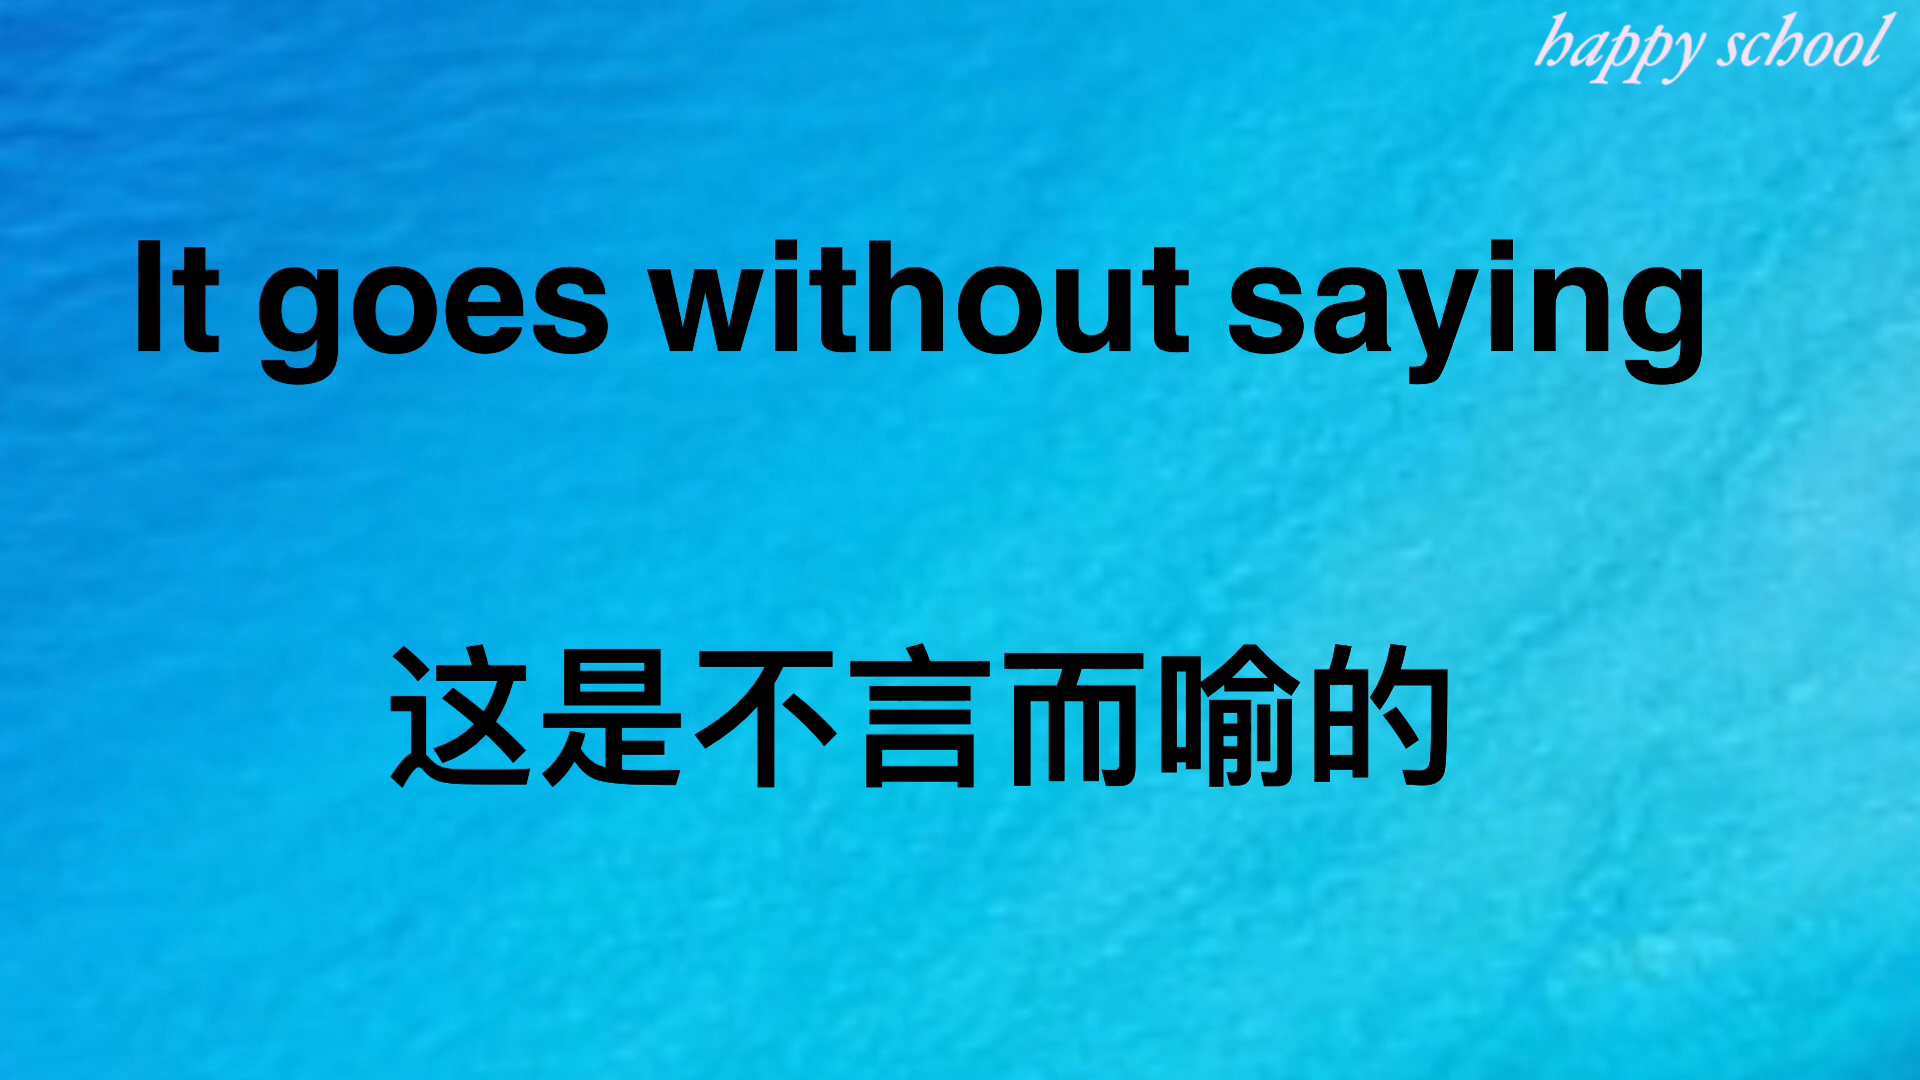 happy school
It goes without saying
这是不言而喻的